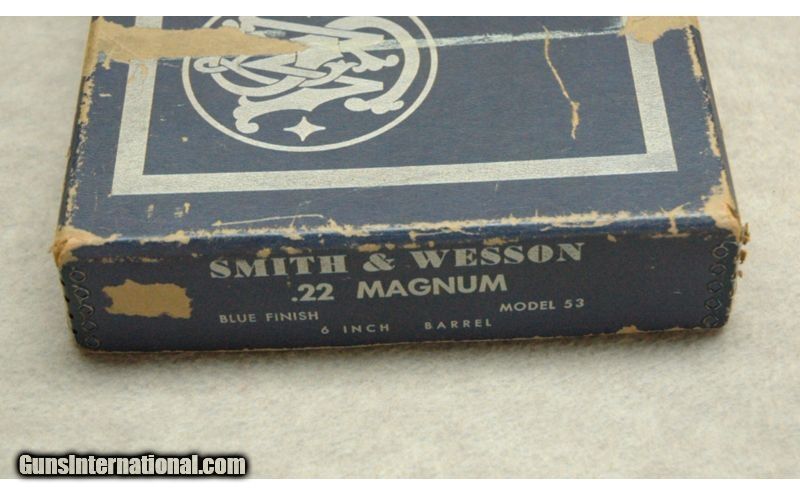 SMITH & WESSON
.22 MAGNUM
BLUE FINISH MODEL 53
6 INCH BARREL
GunsInternational.com